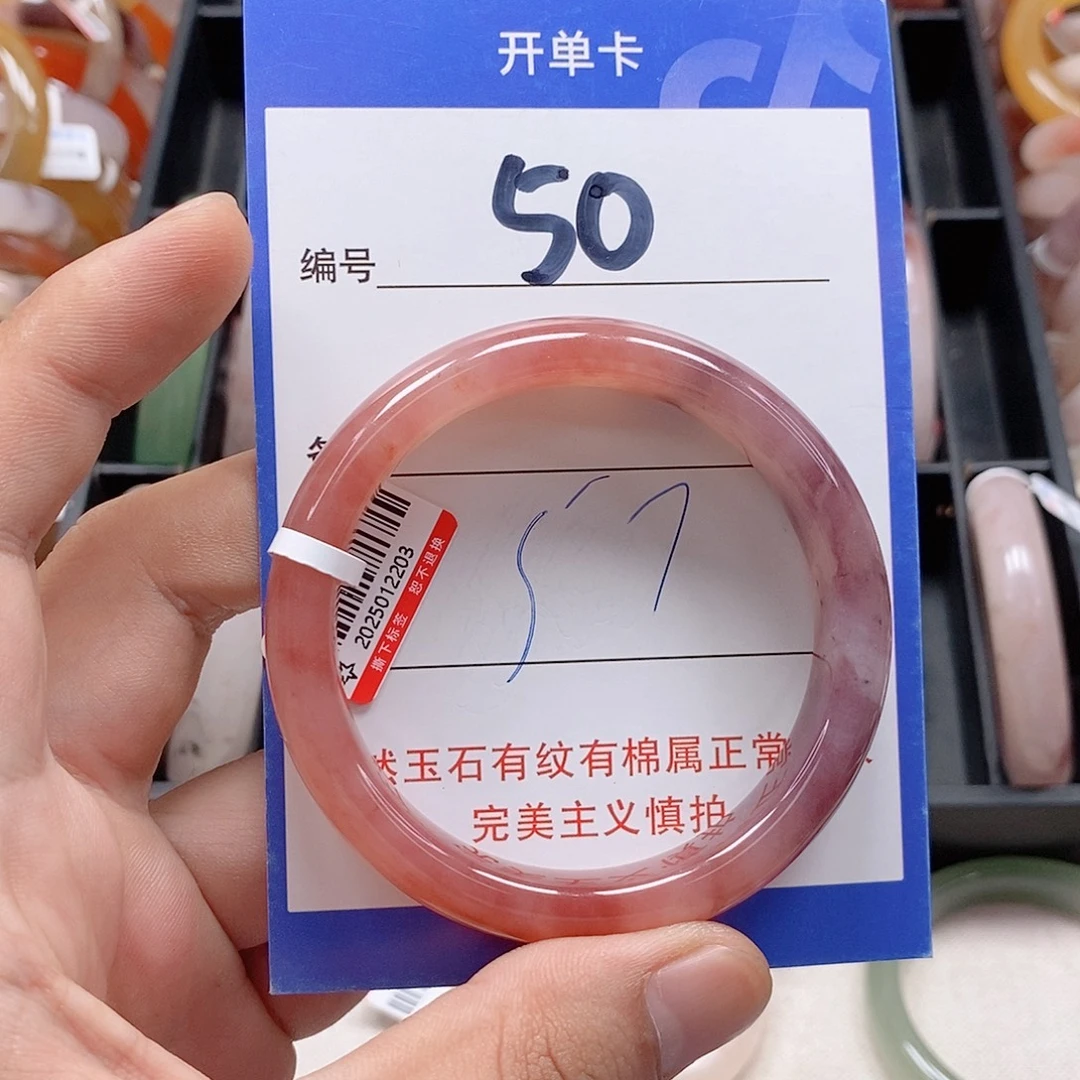 开单卡
编号 50
57
2025012203
撕下标签 恕不退换
然玉石有纹有棉属正常
完美主义慎拍